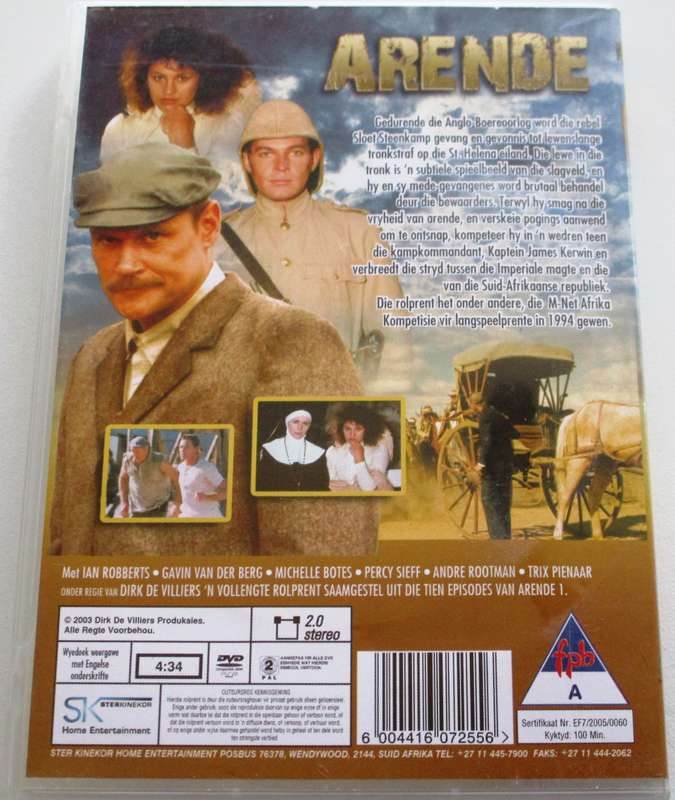 ARENDE
Gedurende die Anglo-Boereoorlog word die rebel
Sloet Steenkamp gevang en gevonnis tot lewenslange
tronkstraf op die St. Helena eiland. Die lewe in die
tronk is 'n subtiele spieelbeeld van die slagveld, en
hy en sy mede-gevangenes word brutaal behandel
deur die bewaarders. Terwyl hy smag na die
vryheid van arende, en verskeie pogings aanwend
om te ontsnap, kompeteer hy in 'n wedren teen
die kampkommandant, Kaptein James Kerwin en
verbreedt die stryd tussen die Imperiale magte en die
van die Suid-Afrikaanse republiek.
Die rolprent het onder andere, die M-Net Afrika
Kompetisie vir langspeelprente in 1994 gewen.
Met IAN ROBBERTS • GAVIN VAN DER BERG • MICHELLE BOTES • PERCY SIEFF • ANDRE ROOTMAN • TRIX PIENAAR
ONDER REGIE VAN DIRK DE VILLIERS 'N VOLLENGTE ROLPRENT SAAMGESTEL UIT DIE TIEN EPISODES VAN ARENDE 1.
© 2003 Dirk De Villiers Produksies.
Alle Regte Voorbehou.
2.0
stereo
Wyedoek weergawe
met Engelse
onderskrifte
4:34
DVD
2
PAL
SK STERKINEKOR
Home Entertainment
OUTEURSREG KENNISGEWING
6 004416 072556 >
fpb
A
Sertifikaat Nr. EF7/2005/0060
Kyktyd: 100 Min.
STER KINEKOR HOME ENTERTAINMENT POSBUS 76378, WENDYWOOD, 2144, SUID AFRIKA TEL: +27 11 445-7900 FAKS: +27 11 444-2062